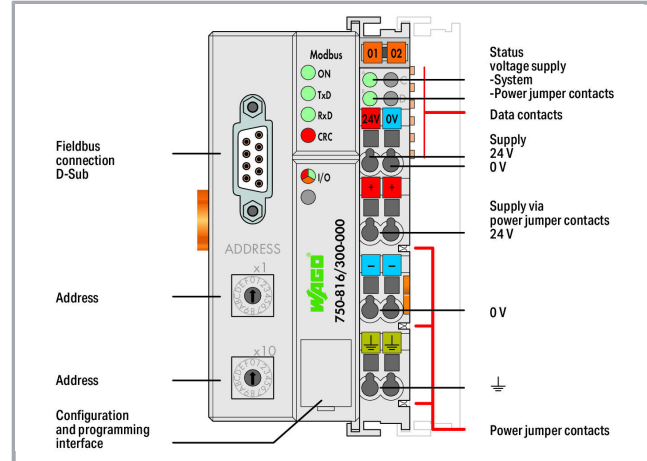 Fieldbus
connection
D-Sub
Address
Address
Configuration
and programming
interface
ADDRESS
x1
x10
Modbus
ON
TxD
RxD
CRC
I/O
WAGO
750-816/300-000
01 02
24V 0V
+ +
− −
Status
voltage supply
-System
-Power jumper contacts
Data contacts
Supply
24 V
0 V
Supply via
power jumper contacts
24 V
0 V
Power jumper contacts